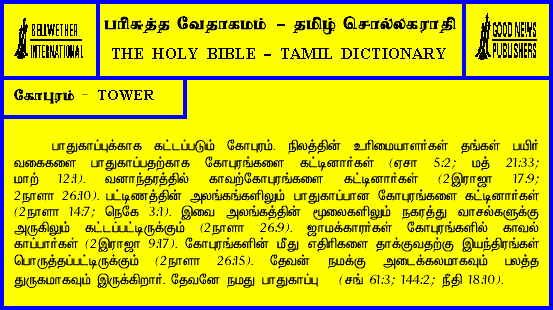 BELLWETHER
INTERNATIONAL
பரிசுத்த வேதாகமம் - தமிழ் சொல்லகராதி
THE HOLY BIBLE - TAMIL DICTIONARY
GOOD NEWS
PUBLISHERS
கோபுரம் - TOWER
பாதுகாப்புக்காக கட்டப்படும் கோபுரம். நிலத்தின் உரிமையாளர்கள் தங்கள் பயிர்
வகைகளை பாதுகாப்பதற்காக கோபுரங்களை கட்டினார்கள் (ஏசா 5:2; மத் 21:33;
மாற் 12:1). வனாந்தரத்தில் காவற்கோபுரங்களை கட்டினார்கள் (2இராஜா 17:9;
2நாளா 26:10). பட்டிணத்தின் அலங்கங்களிலும் பாதுகாப்பான கோபுரங்களை கட்டினார்கள்
(2நாளா 14:7; நெகே 3:1). இவை அலங்கத்தின் மூலைகளிலும் நகரத்து வாசல்களுக்கு
அருகிலும் கட்டப்பட்டிருக்கும் (2நாளா 26:9). ஜாமக்காரர்கள் கோபுரங்களில் காவல்
காப்பார்கள் (2இராஜா 9:17). கோபுரங்களின் மீது எதிரிகளை தாக்குவதற்கு இயந்திரங்கள்
பொருத்தப்பட்டிருக்கும் (2நாளா 26:15). தேவன் நமக்கு அடைக்கலமாகவும் பலத்த
துருகமாகவும் இருக்கிறார். தேவனே நமது பாதுகாப்பு (சங் 61:3; 144:2; நீதி 18:10).